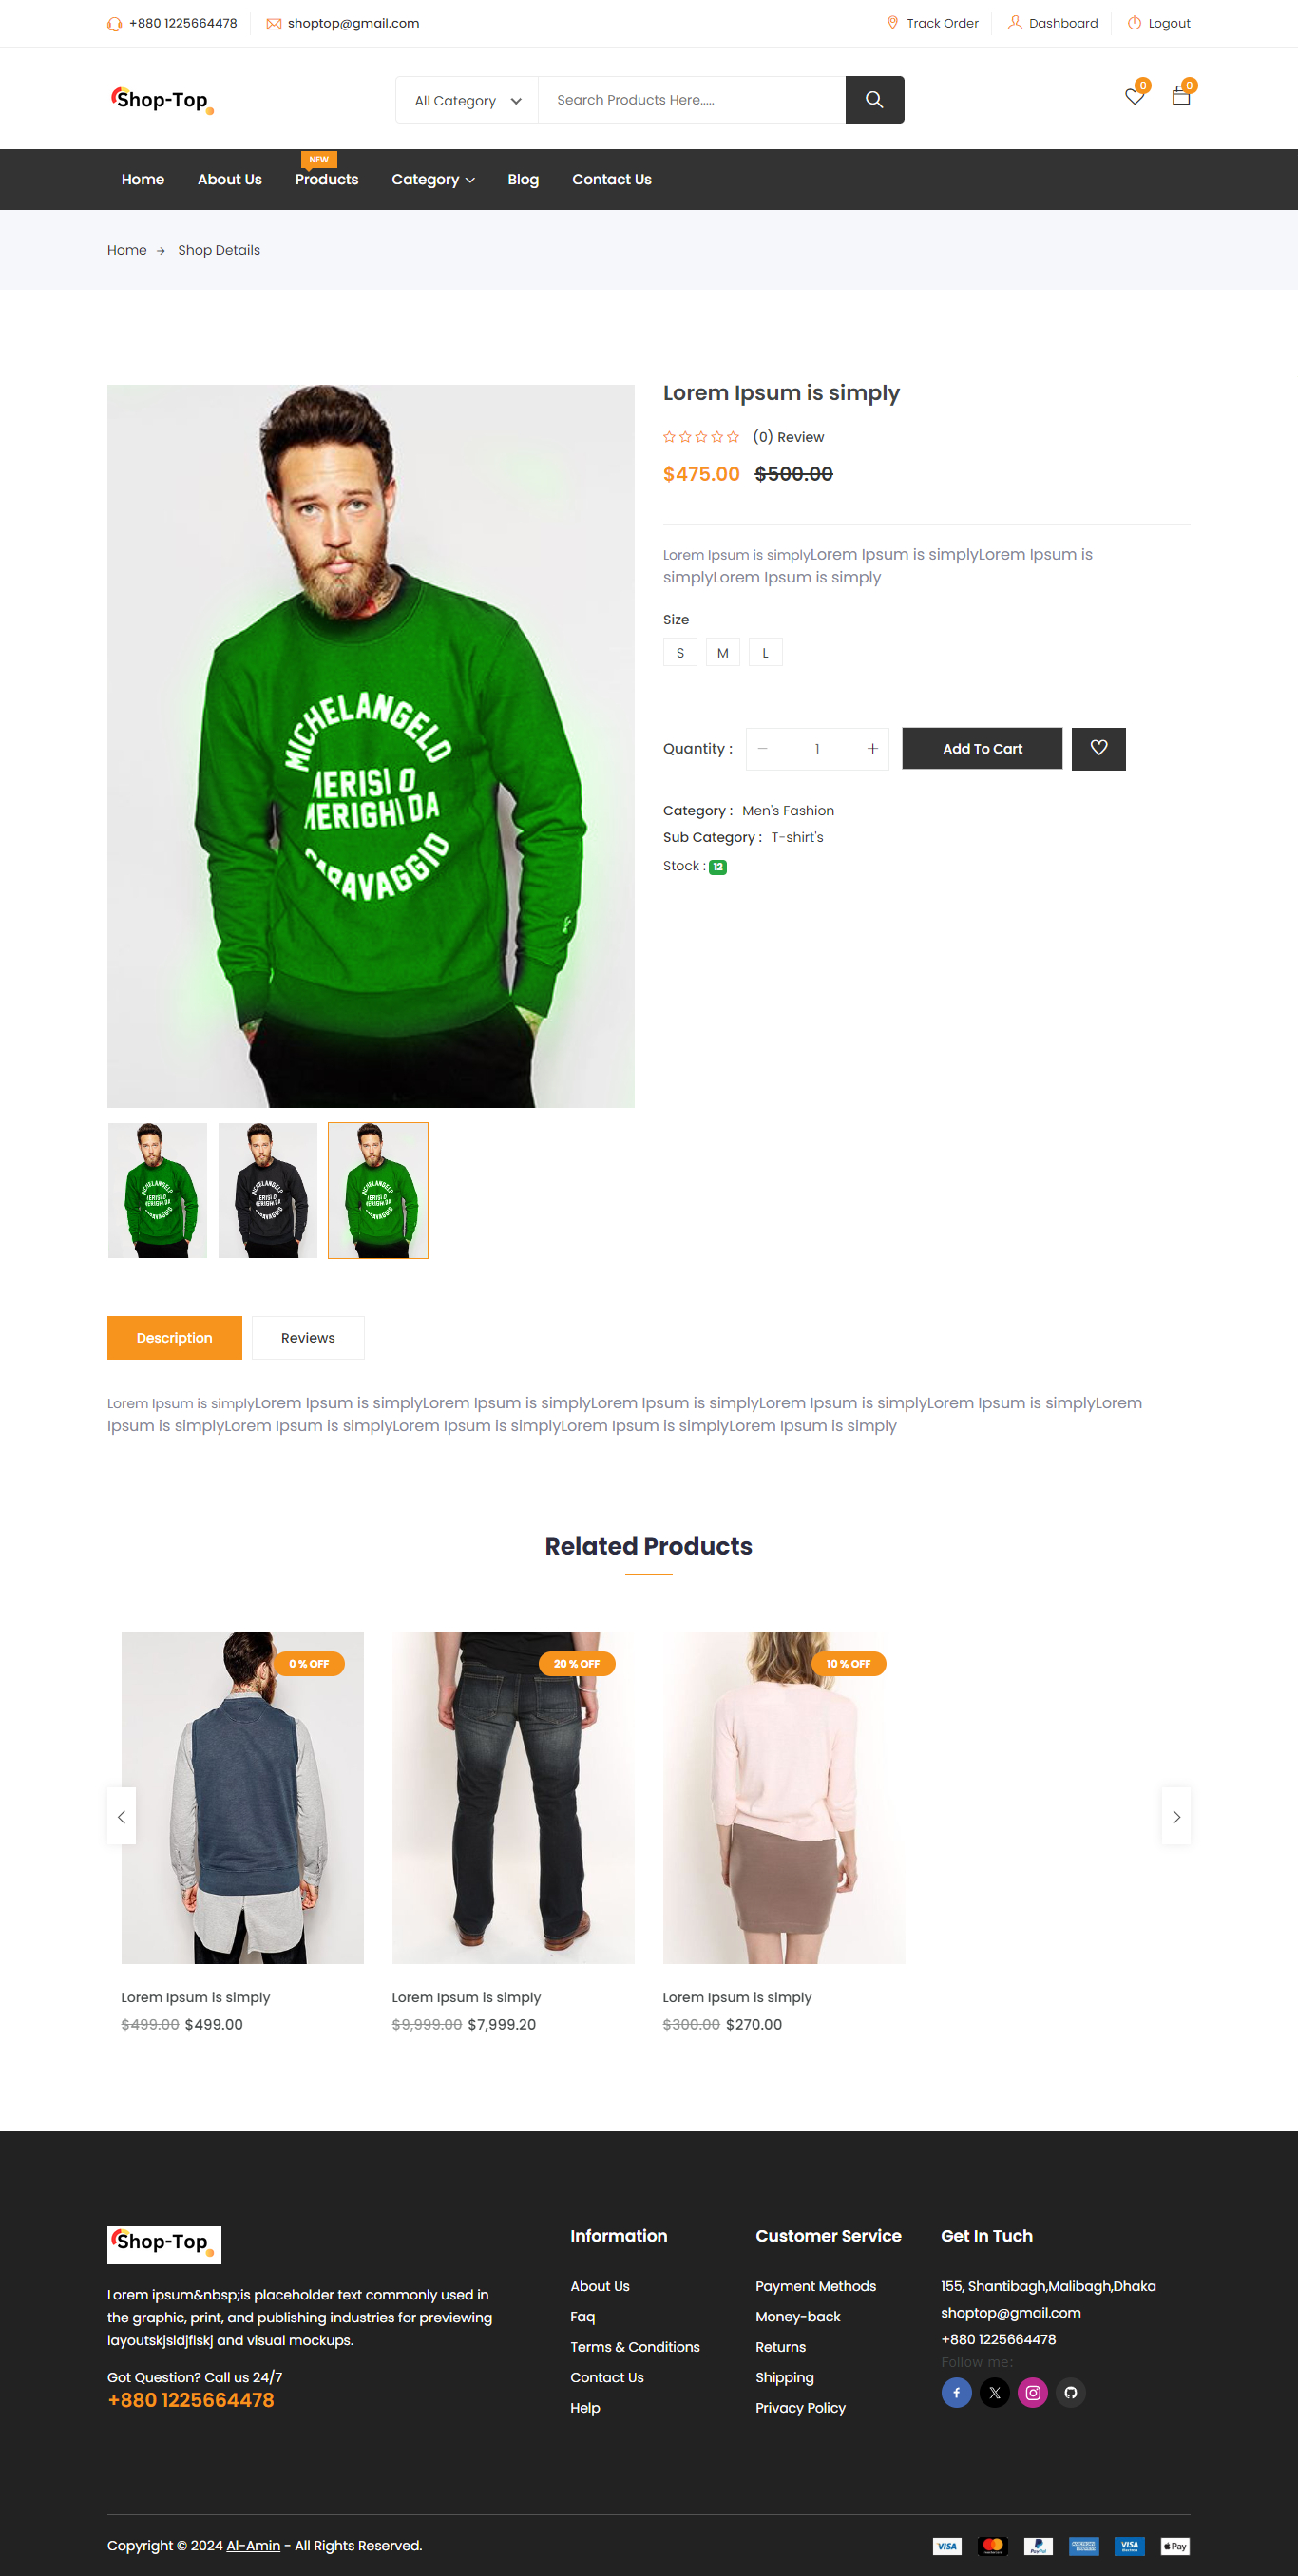 +880 1225664478
shoptop@gmail.com
Track Order
Dashboard
Logout
Shop-Top
All Category
Search Products Here.....
0
0
NEW
Home
About Us
Products
Category
Blog
Contact Us
Home → Shop Details
Lorem Ipsum is simply
(0) Review
$475.00 $500.00
Lorem Ipsum is simplyLorem Ipsum is simplyLorem Ipsum is
simplyLorem Ipsum is simply
Size
S
M
L
Quantity :
1
Add To Cart
Category : Men's Fashion
Sub Category : T-shirt's
Stock : 12
MICHELANGELO
MERISI O
MERIGHI DA
CARAVAGGIO
Description
Reviews
Lorem Ipsum is simplyLorem Ipsum is simplyLorem Ipsum is simplyLorem Ipsum is simplyLorem Ipsum is simplyLorem Ipsum is simplyLorem
Ipsum is simplyLorem Ipsum is simplyLorem Ipsum is simplyLorem Ipsum is simplyLorem Ipsum is simply
Related Products
0 % OFF
20 % OFF
10 % OFF
Lorem Ipsum is simply
$499.00 $499.00
Lorem Ipsum is simply
$9,999.00 $7,999.20
Lorem Ipsum is simply
$300.00 $270.00
Shop-Top
Lorem ipsum&nbsp;is placeholder text commonly used in
the graphic, print, and publishing industries for previewing
layoutskjsldjflskj and visual mockups.
Got Question? Call us 24/7
+880 1225664478
Information
About Us
Faq
Terms & Conditions
Contact Us
Help
Customer Service
Payment Methods
Money-back
Returns
Shipping
Privacy Policy
Get In Tuch
155, Shantibagh,Malibagh,Dhaka
shoptop@gmail.com
+880 1225664478
Follow me:
Copyright © 2024 Al-Amin - All Rights Reserved.
VISA
PayPal
VISA
Pay